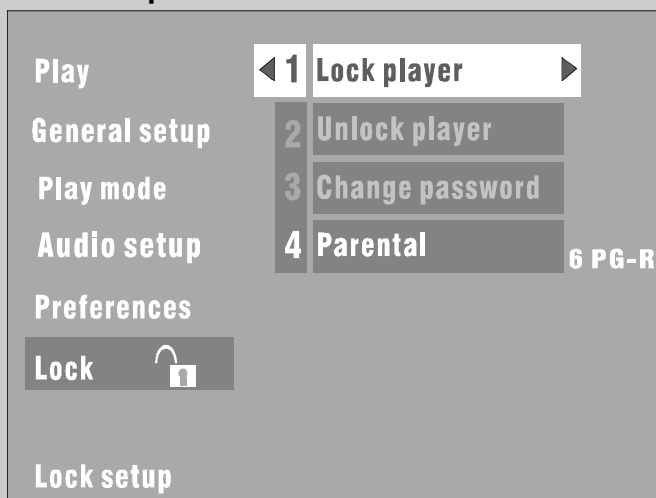 Play 1 Lock player
General setup 2 Unlock player
Play mode 3 Change password
Audio setup 4 Parental 6 PG-R
Preferences
Lock
Lock setup